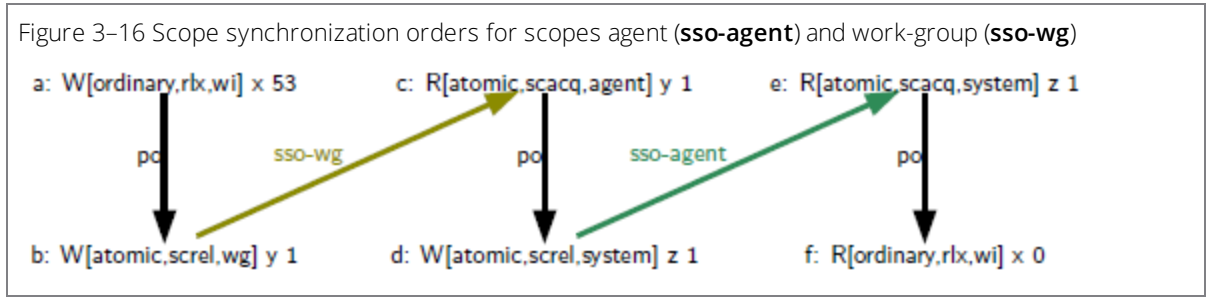 Figure 3–16 Scope synchronization orders for scopes agent (sso-agent) and work-group (sso-wg)
a: W[ordinary,rlx,wi] x 53
c: R[atomic,scacq,agent] y 1
e: R[atomic,scacq,system] z 1
po
sso-wg
po
sso-agent
po
b: W[atomic,screl,wg] y 1
d: W[atomic,screl,system] z 1
f: R[ordinary,rlx,wi] x 0